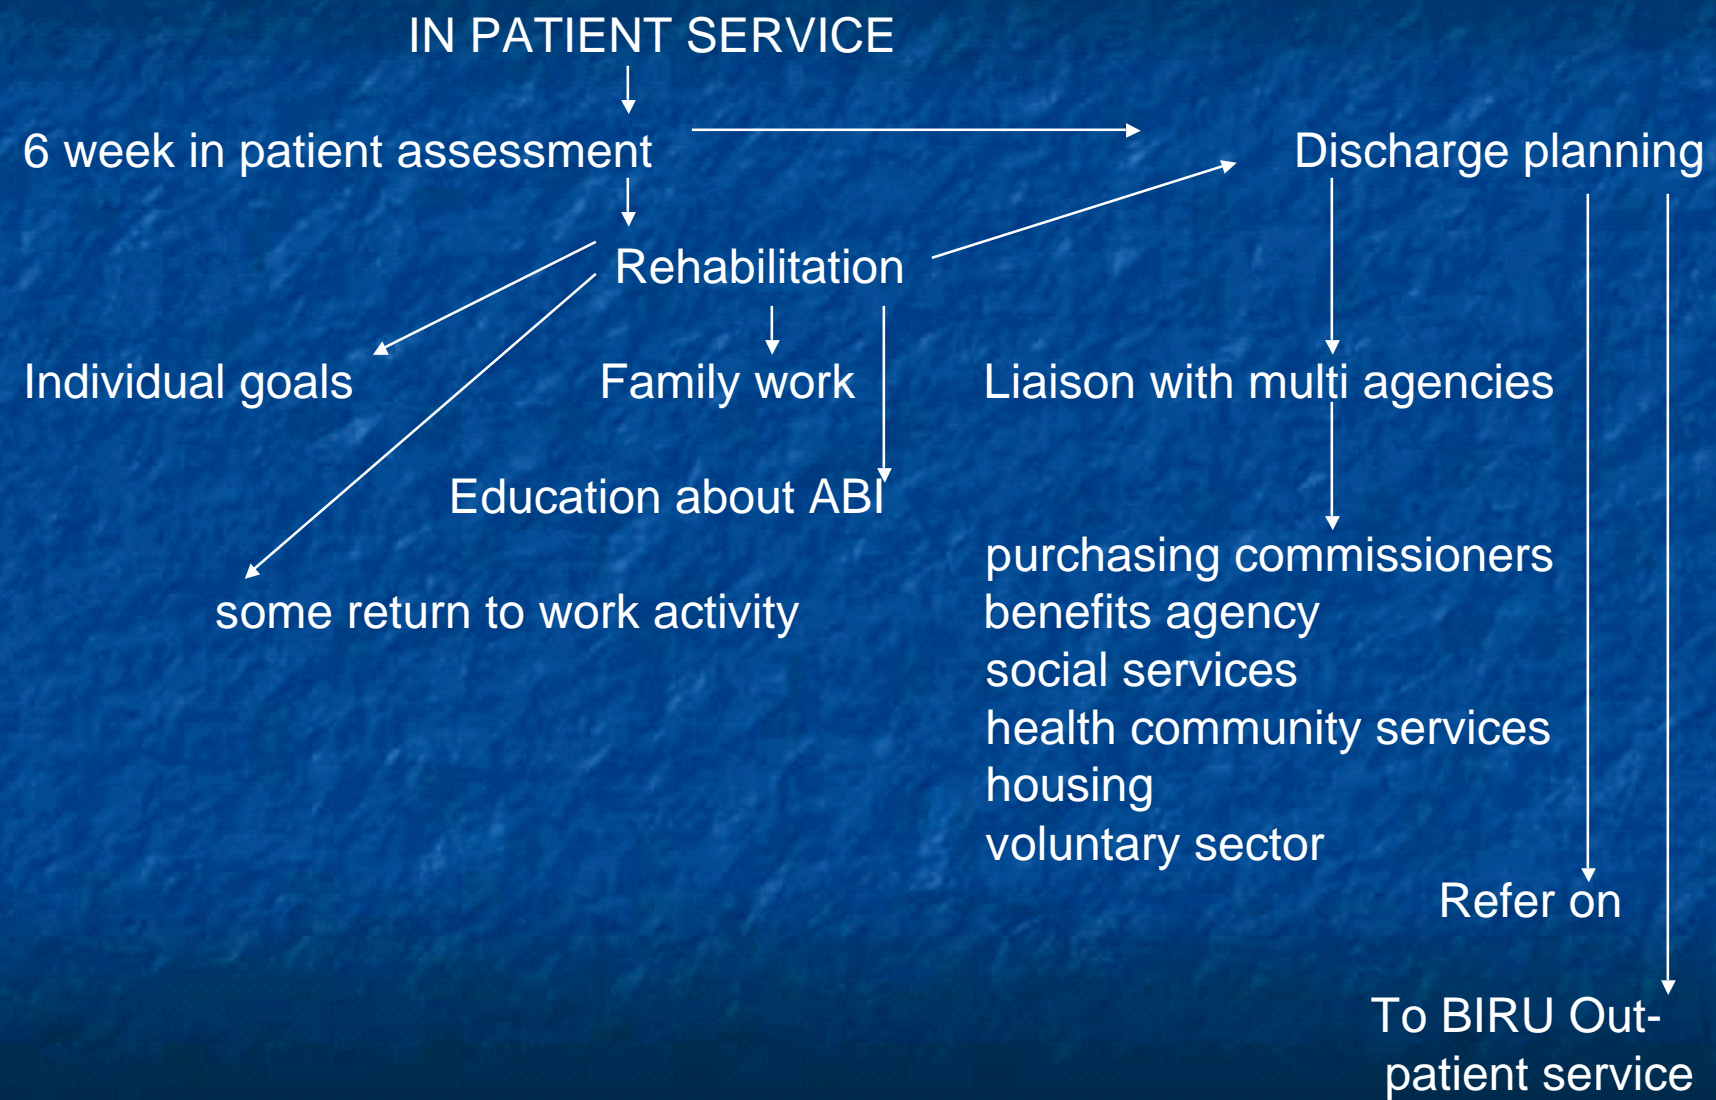 IN PATIENT SERVICE
6 week in patient assessment
Discharge planning
Rehabilitation
Individual goals
Family work
Liaison with multi agencies
Education about ABI
purchasing commissioners
some return to work activity
benefits agency
social services
health community services
housing
voluntary sector
Refer on
To BIRU Out-
patient service